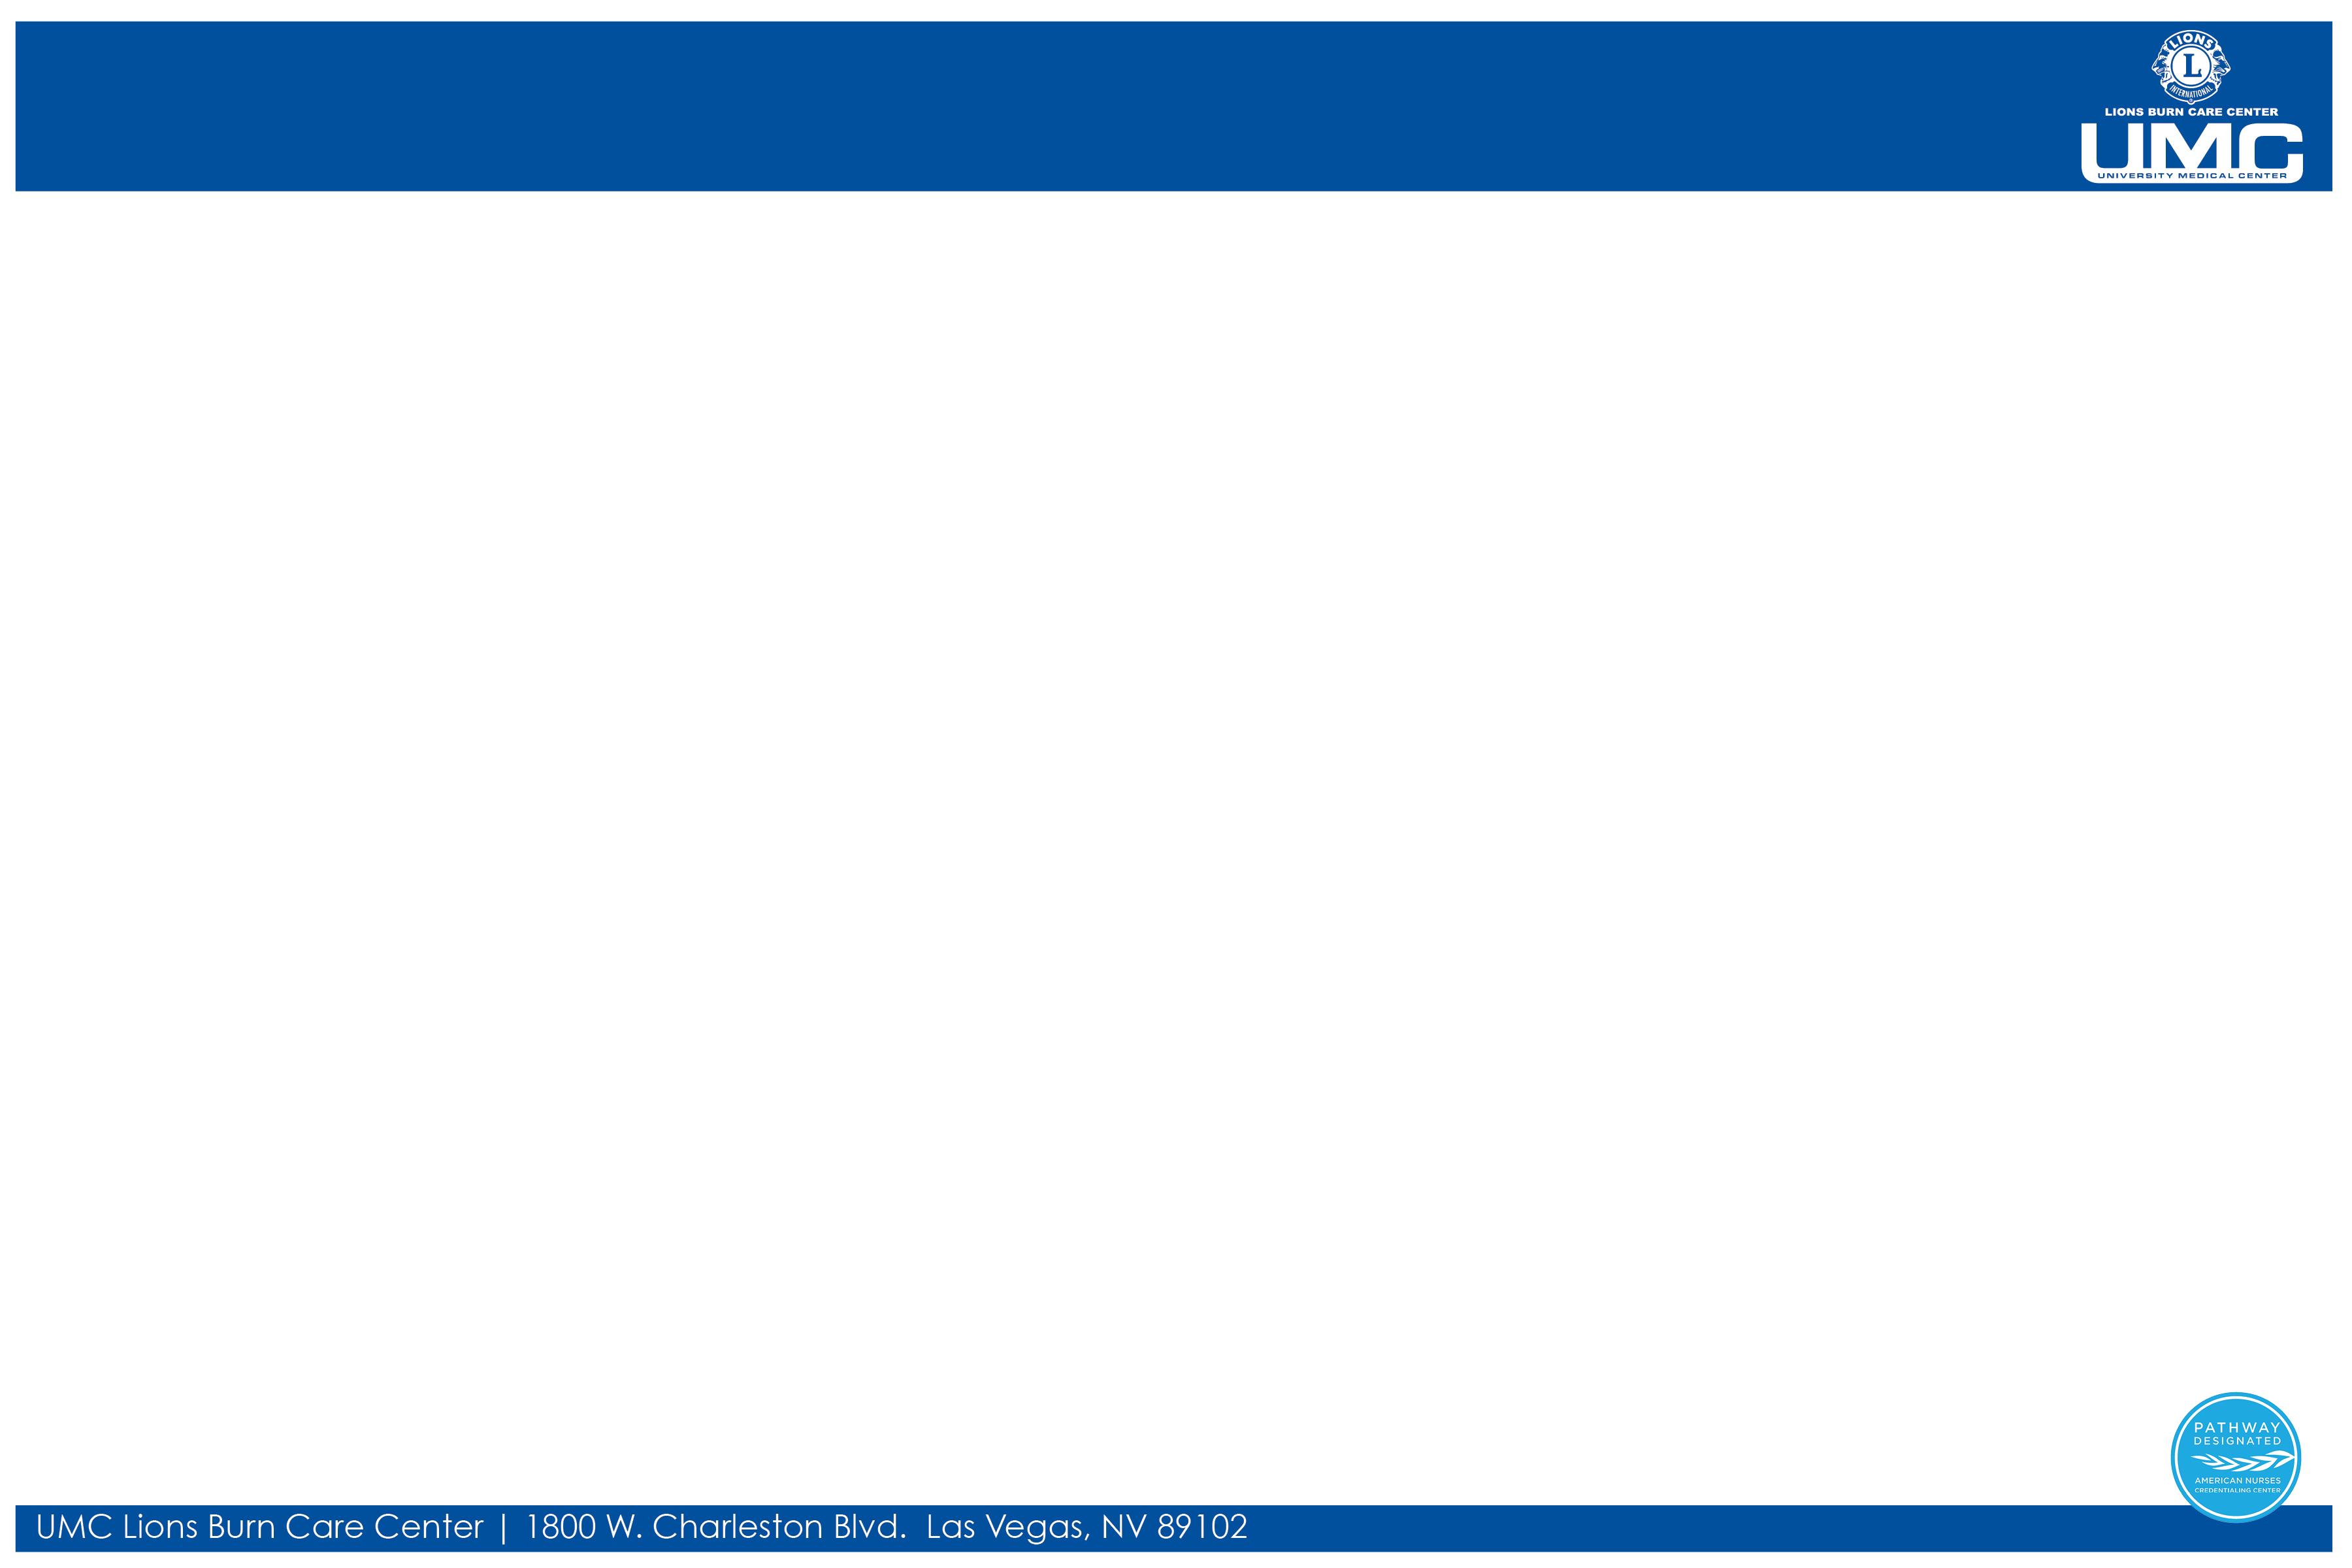 LIONS
L
INTERNATIONAL
LIONS BURN CARE CENTER
UMC
UNIVERSITY MEDICAL CENTER
PATHWAY
DESIGNATED
AMERICAN NURSES
CREDENTIALING CENTER
UMC Lions Burn Care Center | 1800 W. Charleston Blvd.  Las Vegas, NV 89102